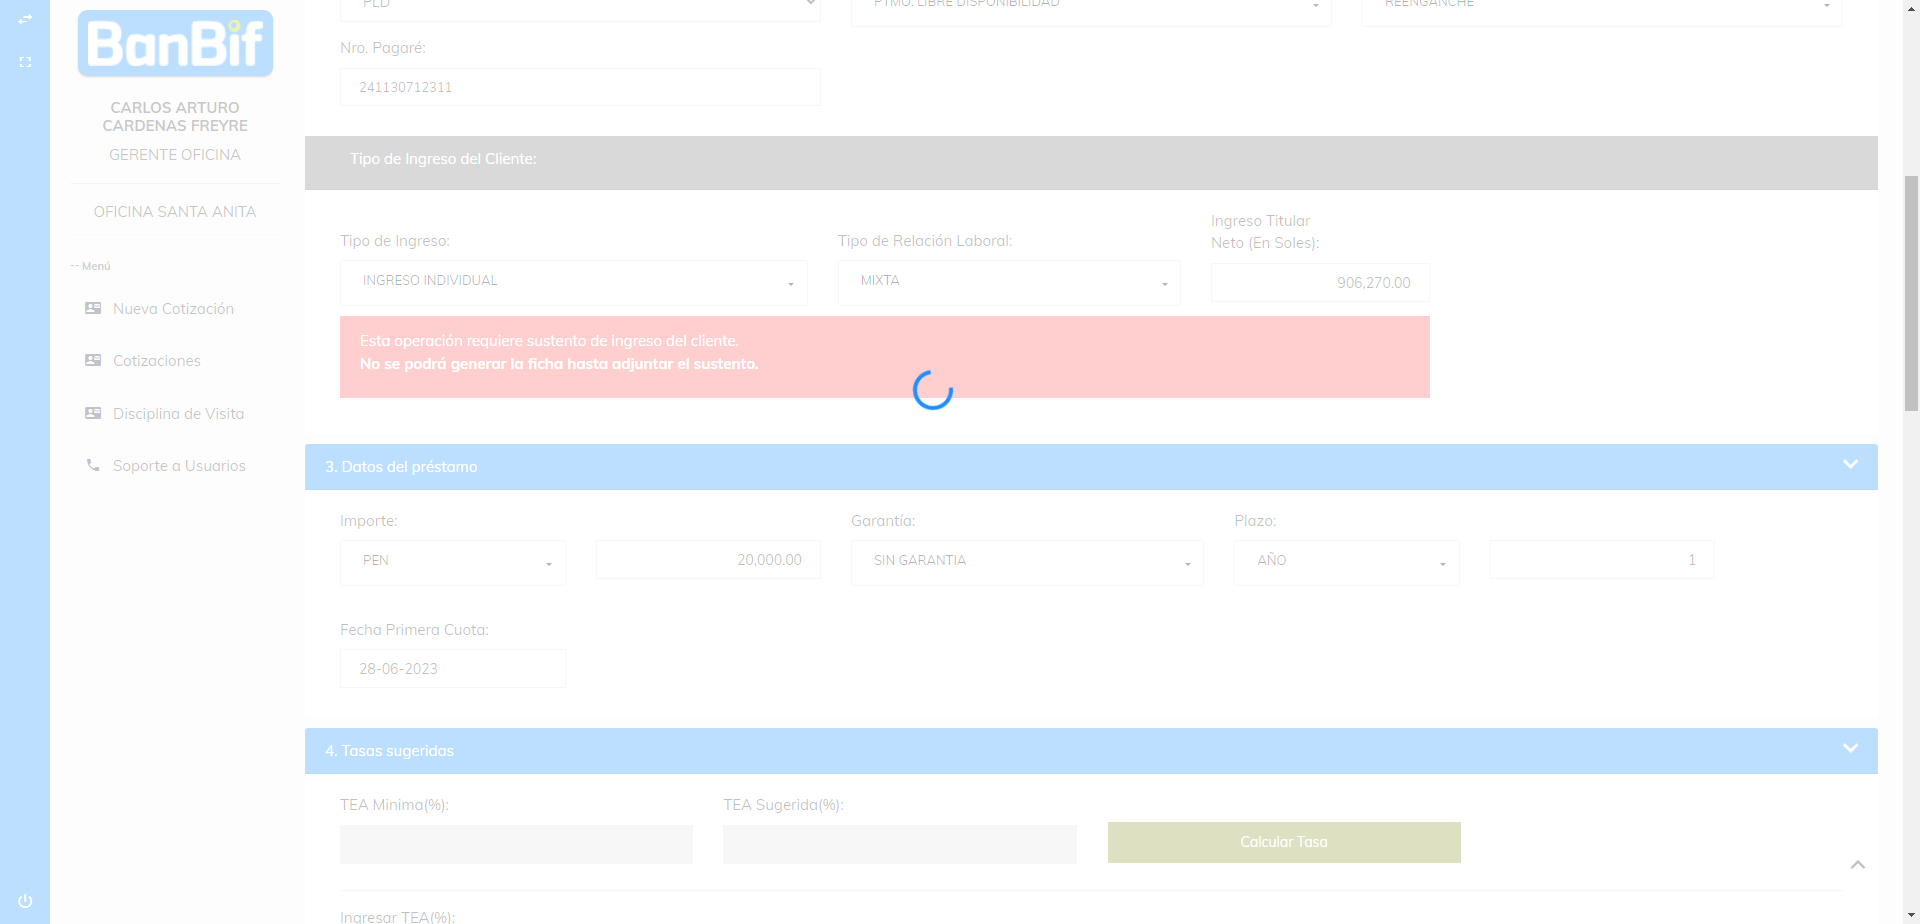 BanBif
CARLOS ARTURO
CARDENAS FREYRE
GERENTE OFICINA
OFICINA SANTA ANITA
-- Menú
Nueva Cotización
Cotizaciones
Disciplina de Visita
Soporte a Usuarios
PLD
PTMO. LIBRE DISPONIBILIDAD
REENGANCHE
Nro. Pagaré:
241130712311
Tipo de Ingreso del Cliente:
Tipo de Ingreso:
INGRESO INDIVIDUAL
Tipo de Relación Laboral:
MIXTA
Ingreso Titular
Neto (En Soles):
906,270.00
Esta operación requiere sustento de ingreso del cliente.
No se podrá generar la ficha hasta adjuntar el sustento.
3. Datos del préstamo
Importe:
PEN
20,000.00
Garantía:
SIN GARANTIA
Plazo:
AÑO
1
Fecha Primera Cuota:
28-06-2023
4. Tasas sugeridas
TEA Minima(%):
TEA Sugerida(%):
Calcular Tasa
Ingresar TEA(%):